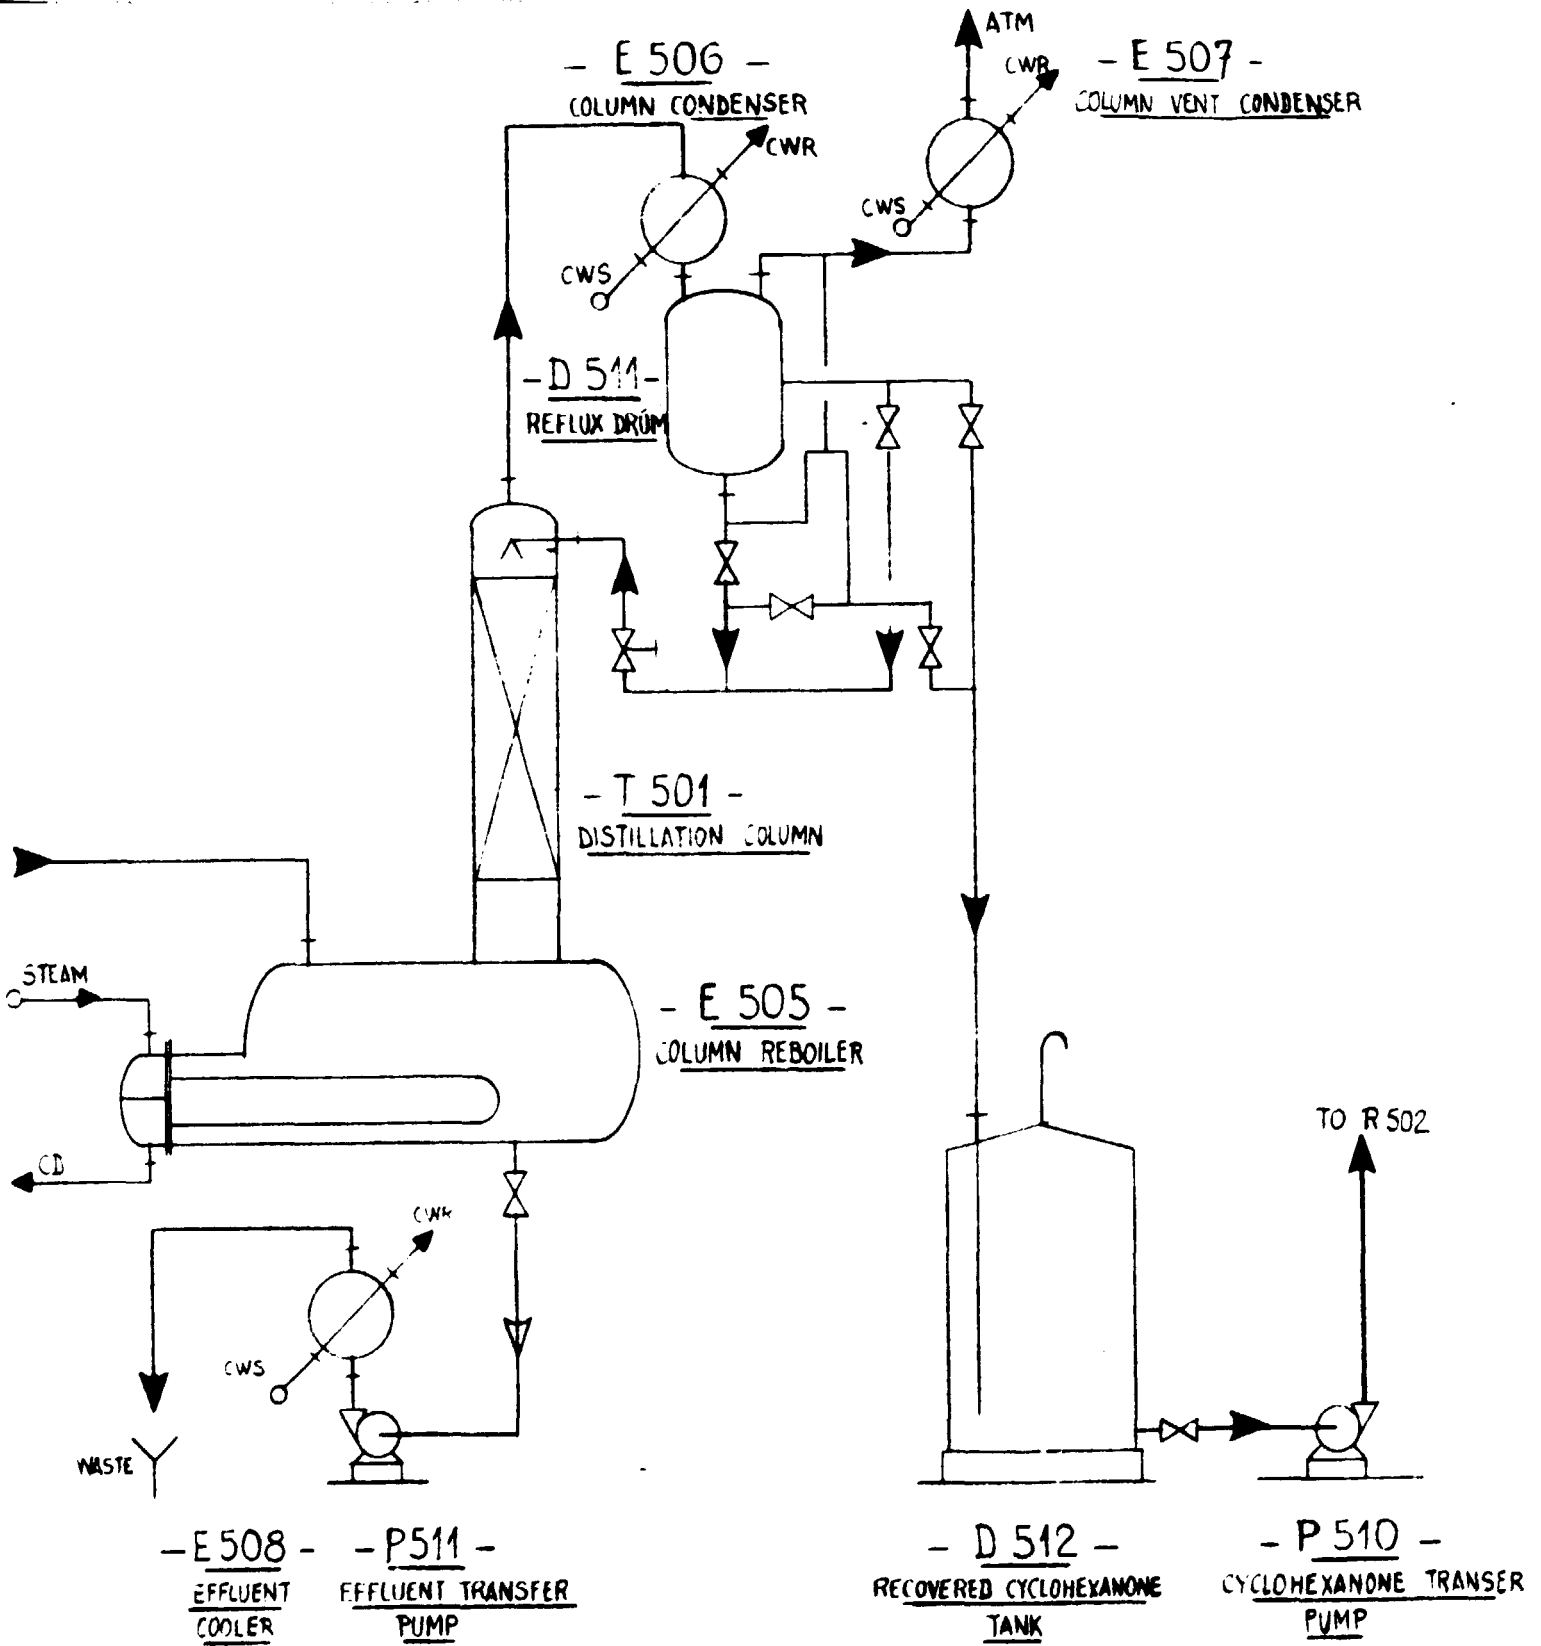 ATM
- E 506 -
COLUMN CONDENSER
CWR
- E 507 -
COLUMN VENT CONDENSER
CWR
CWS
CWS
- D 511 -
REFLUX DRUM
- T 501 -
DISTILLATION COLUMN
STEAM
- E 505 -
COLUMN REBOILER
CD
TO R 502
CWR
CWS
WASTE
- E 508 -
EFFLUENT
COOLER
- P 511 -
EFFLUENT TRANSFER
PUMP
- D 512 -
RECOVERED CYCLOHEXANONE
TANK
- P 510 -
CYCLOHEXANONE TRANSER
PUMP